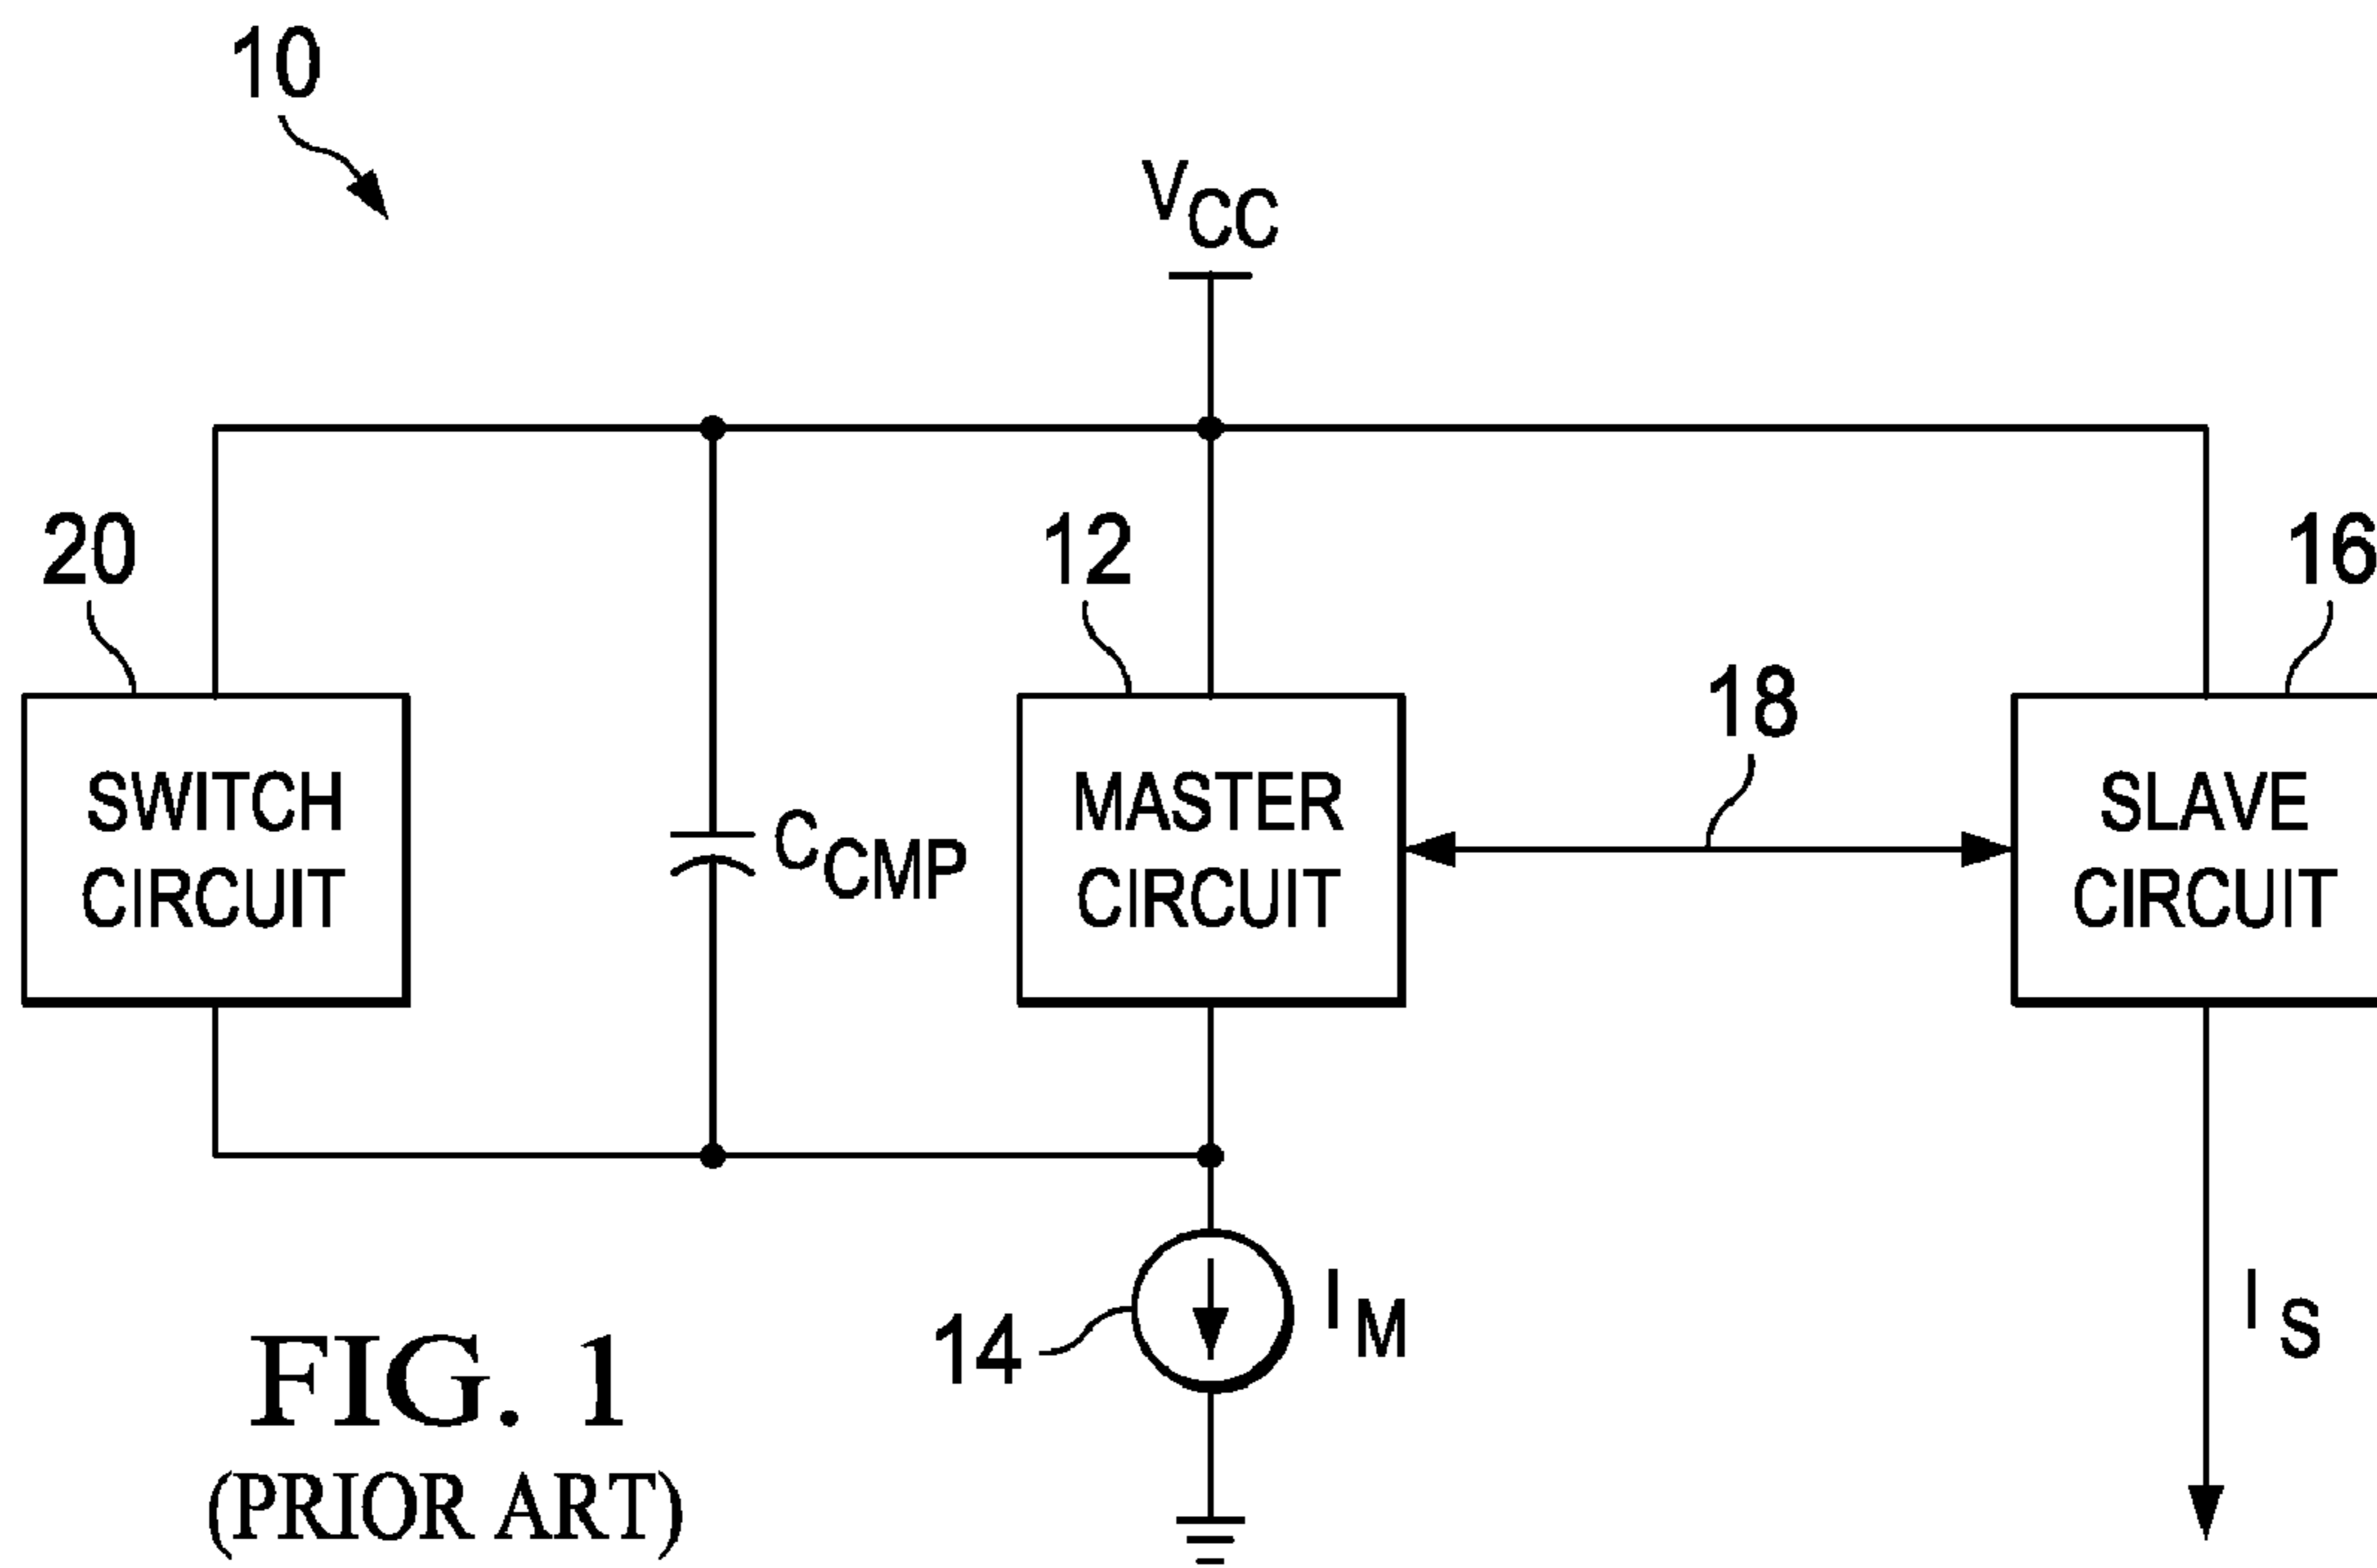 10
VCC
20
12
16
18
SWITCH
CIRCUIT
CCMP
MASTER
CIRCUIT
SLAVE
CIRCUIT
14
IM
IS
FIG. 1
(PRIOR ART)